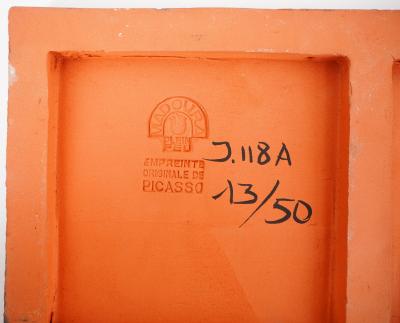 MADOURA
PLEIN
FEU
EMPREINTE
ORIGINALE DE
PICASSO
J.118A
13/50